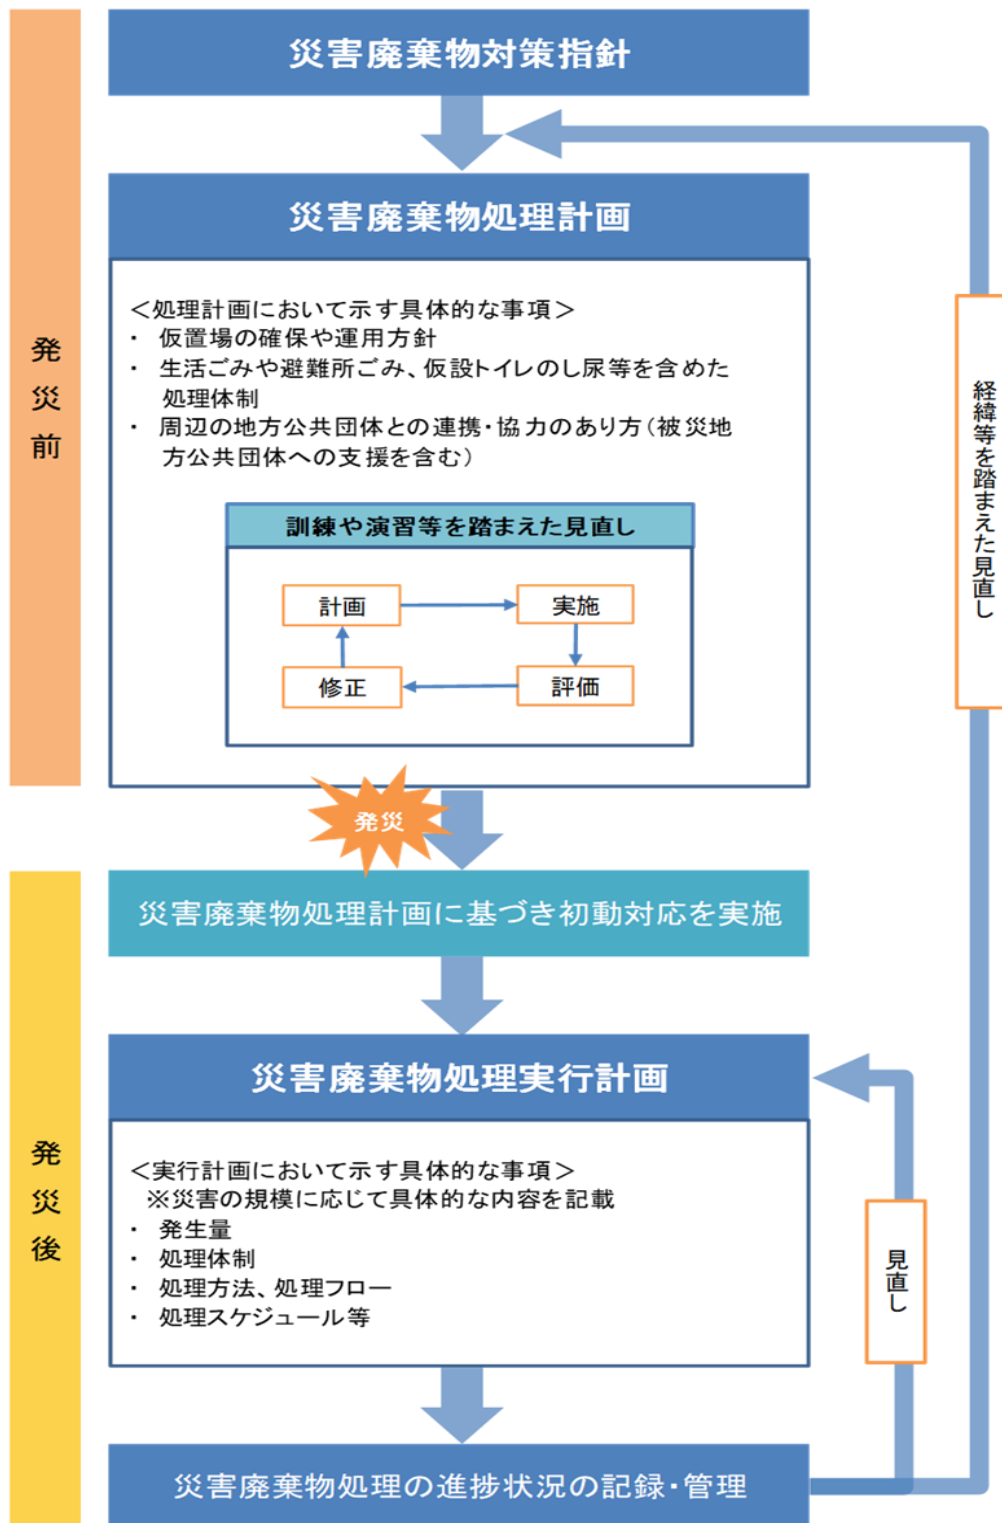 災害廃棄物対策指針
発災前
災害廃棄物処理計画
＜処理計画において示す具体的な事項＞
・ 仮置場の確保や運用方針
・ 生活ごみや避難所ごみ、仮設トイレのし尿等を含めた
処理体制
・ 周辺の地方公共団体との連携・協力のあり方（被災地
方公共団体への支援を含む）
訓練や演習等を踏まえた見直し
計画
実施
修正
評価
経緯等を踏まえた見直し
発災
発災後
災害廃棄物処理計画に基づき初動対応を実施
災害廃棄物処理実行計画
＜実行計画において示す具体的な事項＞
※災害の規模に応じて具体的な内容を記載
・ 発生量
・ 処理体制
・ 処理方法、処理フロー
・ 処理スケジュール等
見直し
災害廃棄物処理の進捗状況の記録・管理